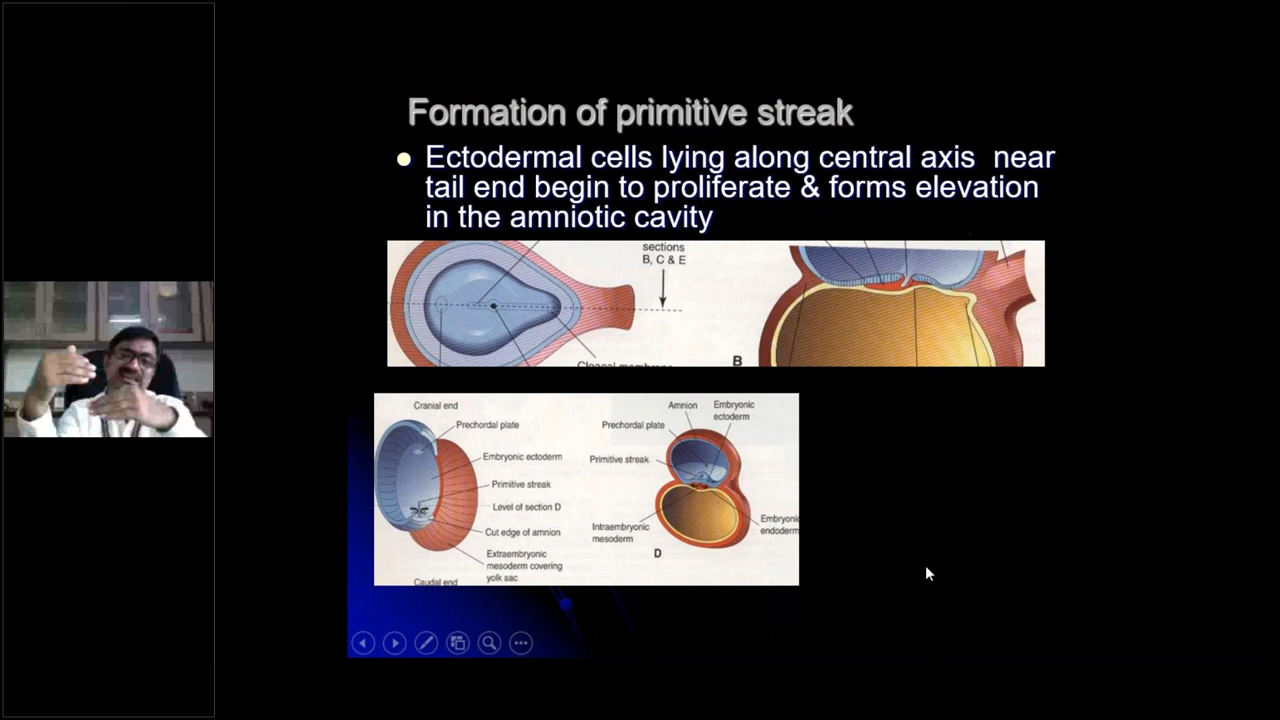 Formation of primitive streak
Ectodermal cells lying along central axis near
tail end begin to proliferate & forms elevation
in the amniotic cavity
sections
B, C & E
B
Cranial end
Prechordal plate
Embryonic ectoderm
Primitive streak
Level of section D
Cut edge of amnion
Extraembryonic
mesoderm covering
yolk sac
Caudal end
Amnion
Embryonic
ectoderm
Prechordal plate
Primitive streak
Intraembryonic
mesoderm
Embryonic
endoderm
D